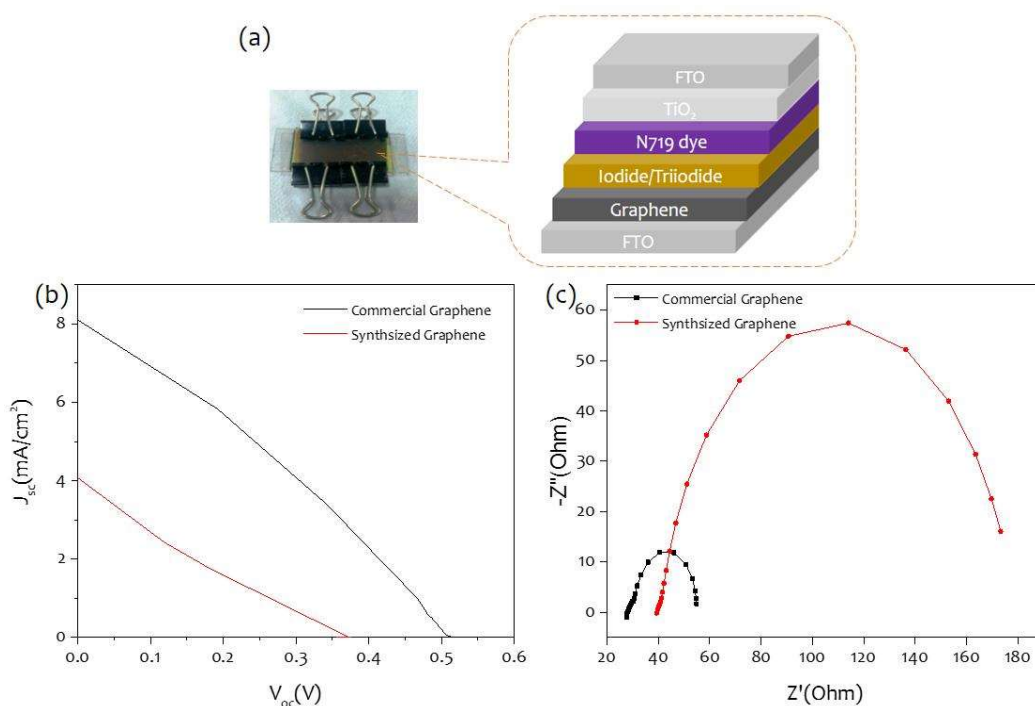 (a)
FTO
TiO₂
N719 dye
Iodide/Triiodide
Graphene
FTO
(b)
Commercial Graphene
Synthsized Graphene
8
6
4
2
0
J_sc(mA/cm²)
0.0 0.1 0.2 0.3 0.4 0.5 0.6
V_oc(V)
(c)
Commercial Graphene
Synthsized Graphene
60
50
40
30
20
10
0
-Z"(Ohm)
20 40 60 80 100 120 140 160 180
Z'(Ohm)